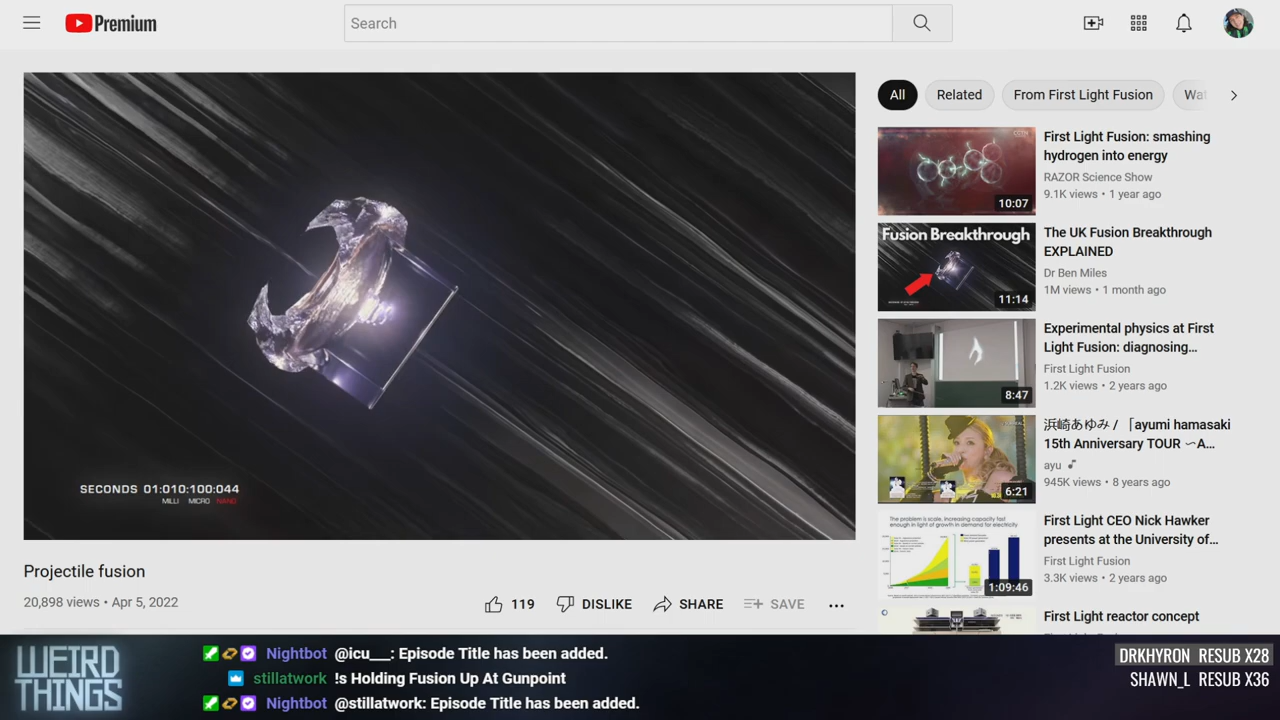 Premium
Search
SECONDS 01:010:100:044
MILLI MICRO NANO
Projectile fusion
20,898 views • Apr 5, 2022
119
DISLIKE
SHARE
SAVE
All
Related
From First Light Fusion
10:07
First Light Fusion: smashing
hydrogen into energy
RAZOR Science Show
9.1K views • 1 year ago
Fusion Breakthrough
11:14
The UK Fusion Breakthrough
EXPLAINED
Dr Ben Miles
1M views • 1 month ago
8:47
Experimental physics at First
Light Fusion: diagnosing...
First Light Fusion
1.2K views • 2 years ago
6:21
浜崎あゆみ / 「ayumi hamasaki
15th Anniversary TOUR ～A...
ayu
945K views • 8 years ago
1:09:46
First Light CEO Nick Hawker
presents at the University of...
First Light Fusion
3.3K views • 2 years ago
First Light reactor concept
WEIRD
THINGS
Nightbot @icu___: Episode Title has been added.
stillatwork !s Holding Fusion Up At Gunpoint
Nightbot @stillatwork: Episode Title has been added.
DRKHYRON RESUB X28
SHAWN_L RESUB X36